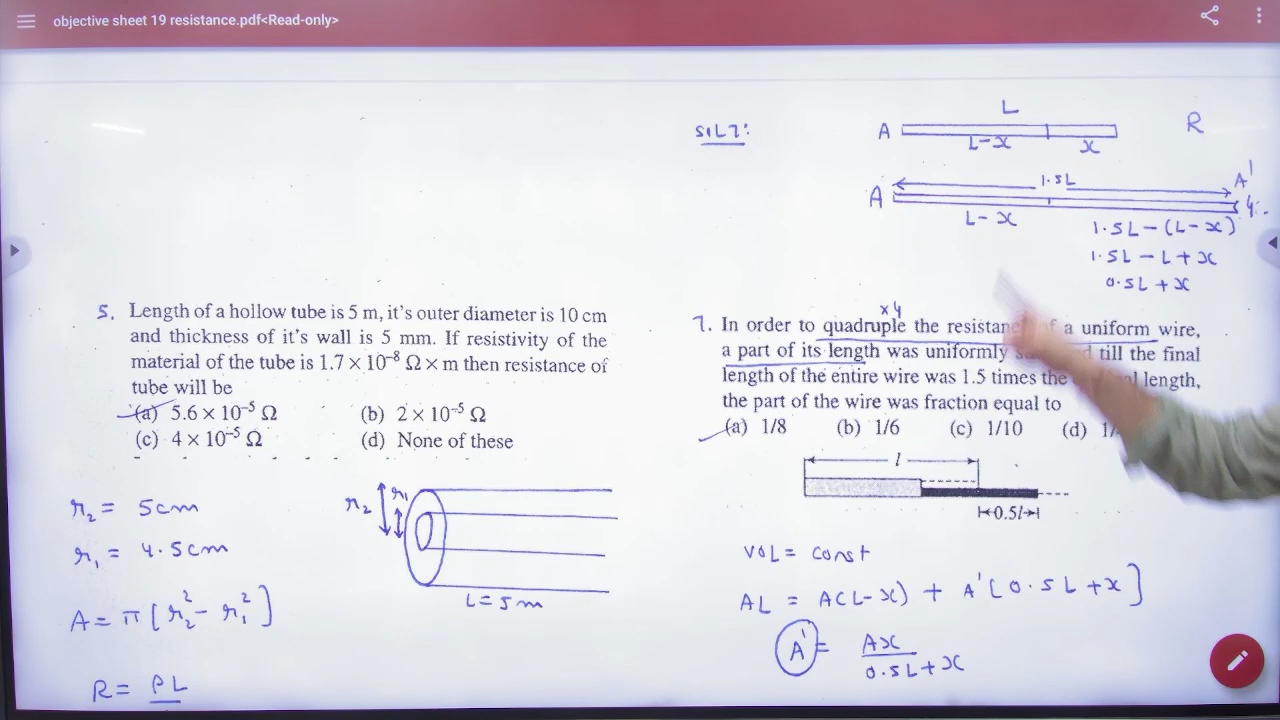 objective sheet 19 resistance.pdf<Read-only>
SOL7:
L
A
R
L-x
x
1.5L
A'
A
4
L-x
1.5L-(L-x)
1.5L-L+x
0.5L+x
5. Length of a hollow tube is 5 m, it's outer diameter is 10 cm
and thickness of it's wall is 5 mm. If resistivity of the
material of the tube is 1.7 × 10⁻⁸ Ω × m then resistance of
tube will be
(a) 5.6 × 10⁻⁵ Ω (b) 2 × 10⁻⁵ Ω
(c) 4 × 10⁻⁵ Ω (d) None of these
r₂ = 5cm
r₁ = 4.5cm
A = π[r₂² - r₁²]
R = ρL
r₂
r₁
L = 5m
×4
7. In order to quadruple the a uniform wire,
a part of its length was uniformly till the final
length of the entire wire was 1.5 times the length,
the part of the wire was fraction equal to
(a) 1/8 (b) 1/6 (c) 1/10 (d)
l
0.5l
VOL = const
AL = A(L-x) + A'[0.5L+x]
A' = Ax
0.5L+x